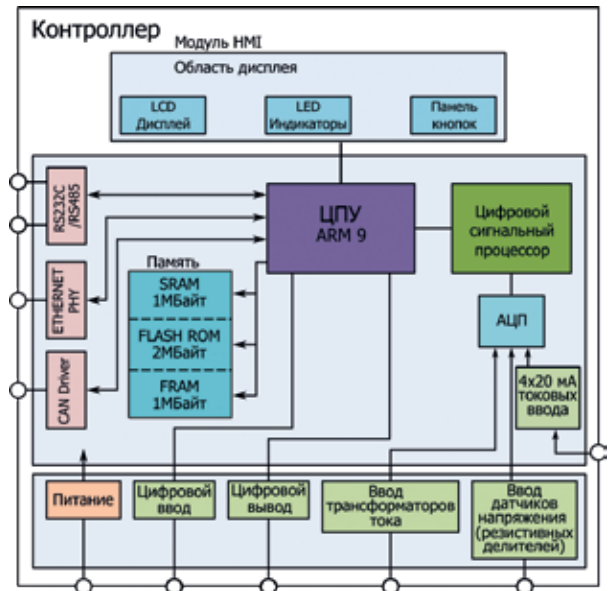 Контроллер
Модуль HMI
Область дисплея
LCD
Дисплей
LED
Индикаторы
Панель
кнопок
RS232C
/RS485
ЦПУ
ARM 9
Цифровой
сигнальный
процессор
ETHERNET
PHY
Память
SRAM
1МБайт
FLASH ROM
2МБайт
FRAM
1МБайт
АЦП
CAN Driver
4x20 мА
токовых
ввода
Питание
Цифровой
ввод
Цифровой
вывод
Ввод
трансформаторов
тока
Ввод
датчиков
напряжения
(резистивных
делителей)